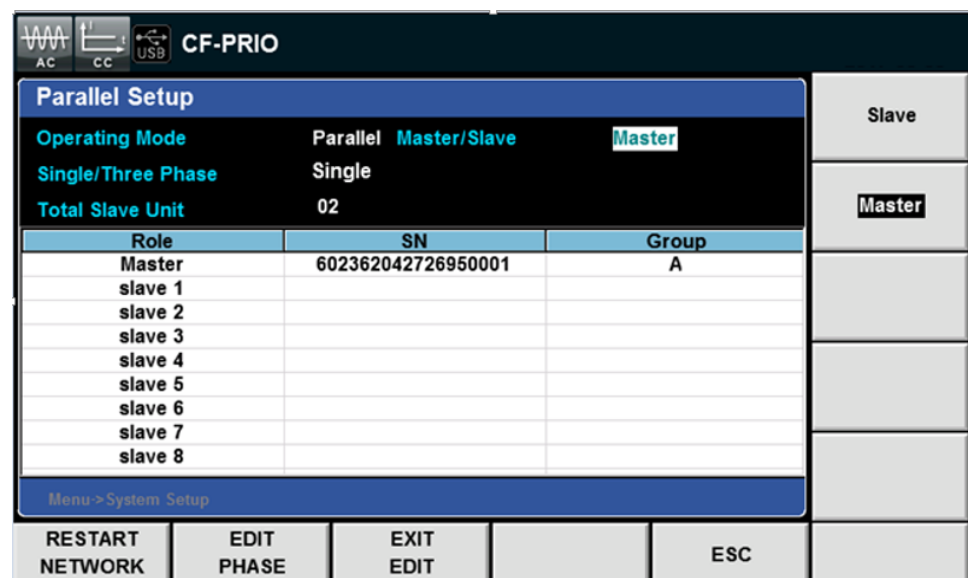 AC CC USB CF-PRIO
Parallel Setup
Slave
Operating Mode Parallel Master/Slave Master
Single/Three Phase Single
Total Slave Unit 02
Master
Role SN Group
Master 602362042726950001 A
slave 1
slave 2
slave 3
slave 4
slave 5
slave 6
slave 7
slave 8
Menu->System Setup
RESTART NETWORK
EDIT PHASE
EXIT EDIT
ESC